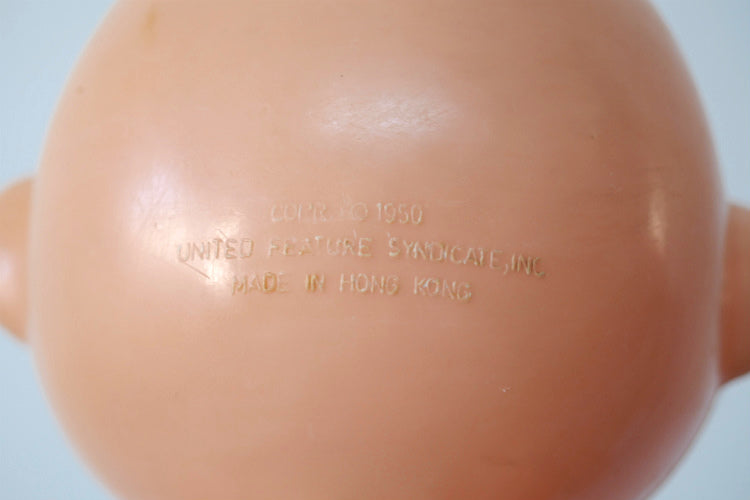 COPR. © 1950
UNITED FEATURE SYNDICATE, INC
MADE IN HONG KONG